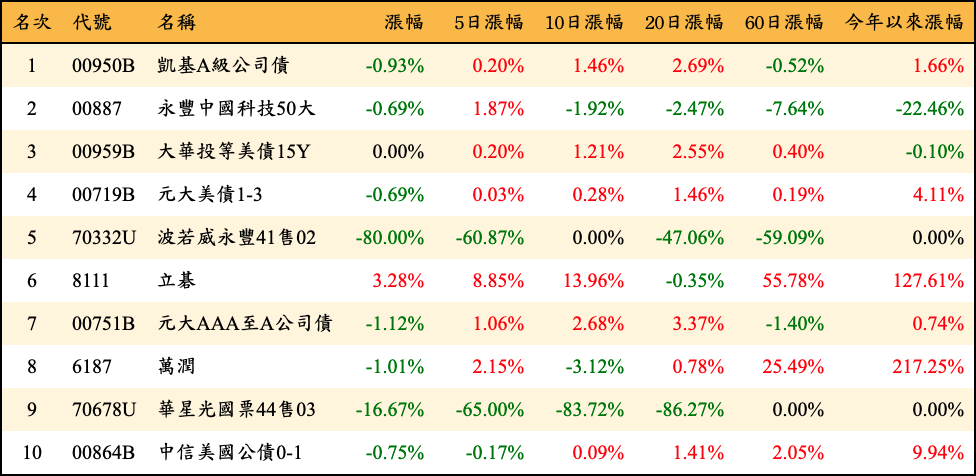 名次 代號 名稱 漲幅 5日漲幅 10日漲幅 20日漲幅 60日漲幅 今年以來漲幅
1 00950B 凱基A級公司債 -0.93% 0.20% 1.46% 2.69% -0.52% 1.66%
2 00887 永豐中國科技50大 -0.69% 1.87% -1.92% -2.47% -7.64% -22.46%
3 00959B 大華投等美債15Y 0.00% 0.20% 1.21% 2.55% 0.40% -0.10%
4 00719B 元大美債1-3 -0.69% 0.03% 0.28% 1.46% 0.19% 4.11%
5 70332U 波若威永豐41售02 -80.00% -60.87% 0.00% -47.06% -59.09% 0.00%
6 8111 立碁 3.28% 8.85% 13.96% -0.35% 55.78% 127.61%
7 00751B 元大AAA至A公司債 -1.12% 1.06% 2.68% 3.37% -1.40% 0.74%
8 6187 萬潤 -1.01% 2.15% -3.12% 0.78% 25.49% 217.25%
9 70678U 華星光國票44售03 -16.67% -65.00% -83.72% -86.27% 0.00% 0.00%
10 00864B 中信美國公債0-1 -0.75% -0.17% 0.09% 1.41% 2.05% 9.94%